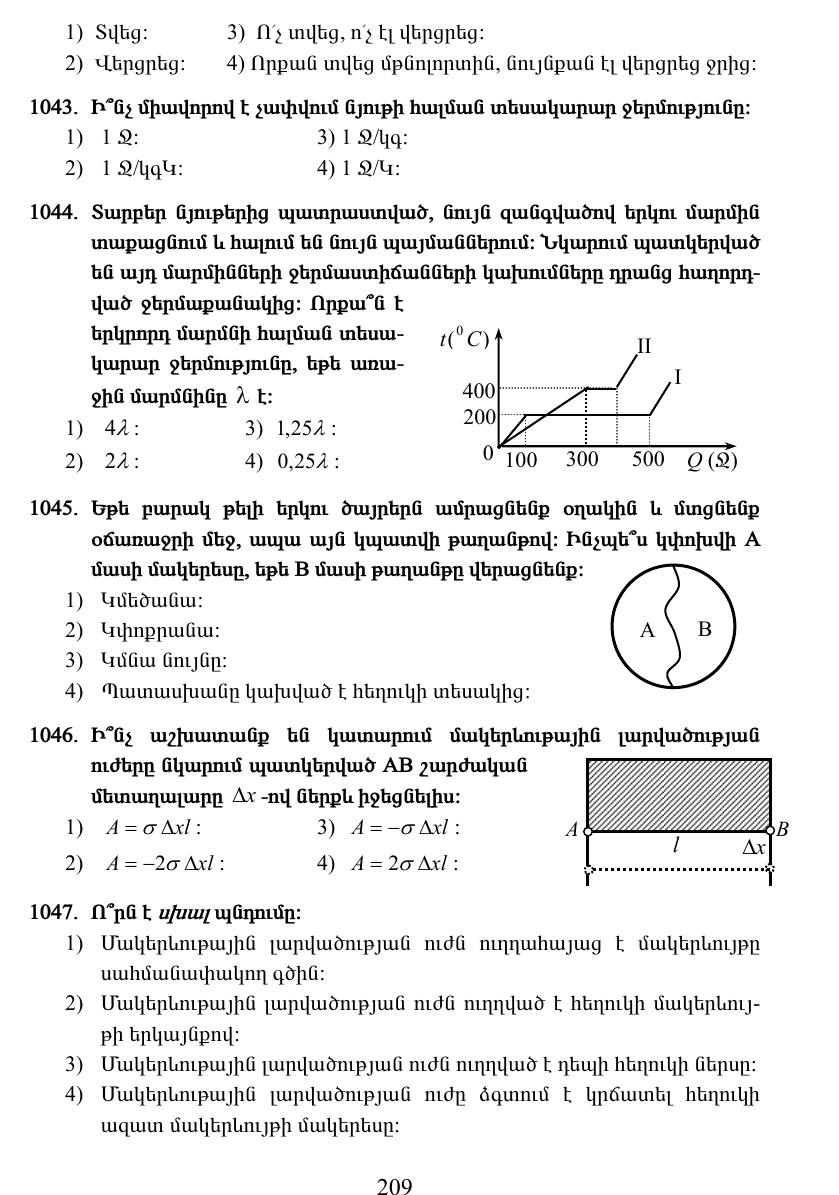 1) Տվեց: 3) Ո՛չ տվեց, ո՛չ էլ վերցրեց:
2) Վերցրեց: 4) Որքան տվեց մթնոլորտին, նույնքան էլ վերցրեց ջրից:
1043. Ի՞նչ միավորով է չափվում նյութի հալման տեսակարար ջերմությունը:
1) 1 Ջ: 3) 1 Ջ/կգ:
2) 1 Ջ/կգԿ: 4) 1 Ջ/Կ:
1044. Տարբեր նյութերից պատրաստված, նույն զանգվածով երկու մարմին
տաքացնում և հալում են նույն պայմաններում: Նկարում պատկերված
են այդ մարմինների ջերմաստիճանների կախումները դրանց հաղորդ-
ված ջերմաքանակից: Որքա՞ն է
երկրորդ մարմնի հալման տեսա-
կարար ջերմությունը, եթե առա-
ջին մարմնինը λ է:
1) 4λ : 3) 1,25λ :
2) 2λ : 4) 0,25λ :
t(⁰C)
II
I
400
200
0 100 300 500 Q (Ջ)
1045. Եթե բարակ թելի երկու ծայրերն ամրացնենք օղակին և մտցնենք
օճառաջրի մեջ, ապա այն կպատվի թաղանթով: Ինչպե՞ս կփոխվի A
մասի մակերեսը, եթե B մասի թաղանթը վերացնենք:
1) Կմեծանա:
2) Կփոքրանա:
3) Կմնա նույնը:
4) Պատասխանը կախված է հեղուկի տեսակից:
A B
1046. Ի՞նչ աշխատանք են կատարում մակերևութային լարվածության
ուժերը նկարում պատկերված AB շարժական
մետաղալարը Δx -ով ներքև իջեցնելիս:
1) A = σ Δxl : 3) A = −σ Δxl :
2) A = −2σ Δxl : 4) A = 2σ Δxl :
A B
l Δx
1047. Ո՞րն է սխալ պնդումը:
1) Մակերևութային լարվածության ուժն ուղղահայաց է մակերևույթը
սահմանափակող գծին:
2) Մակերևութային լարվածության ուժն ուղղված է հեղուկի մակերևույ-
թի երկայնքով:
3) Մակերևութային լարվածության ուժն ուղղված է դեպի հեղուկի ներսը:
4) Մակերևութային լարվածության ուժը ձգտում է կրճատել հեղուկի
ազատ մակերևույթի մակերեսը:
209